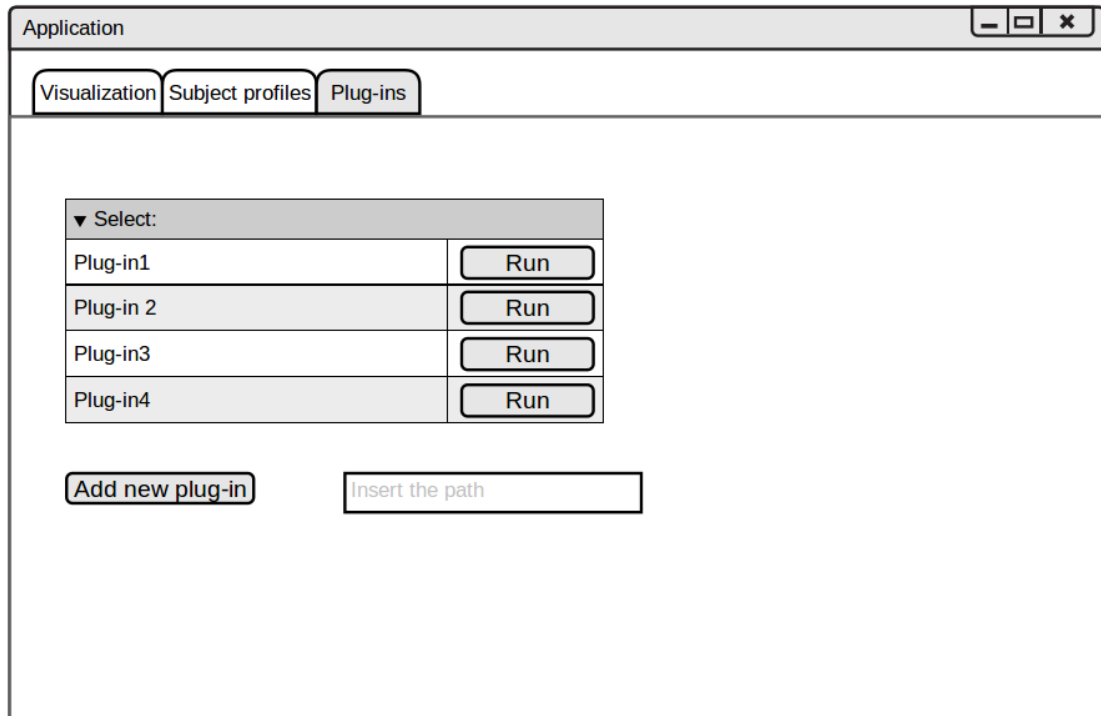 Application
Visualization Subject profiles Plug-ins
Select:
Plug-in1 Run
Plug-in 2 Run
Plug-in3 Run
Plug-in4 Run
Add new plug-in Insert the path